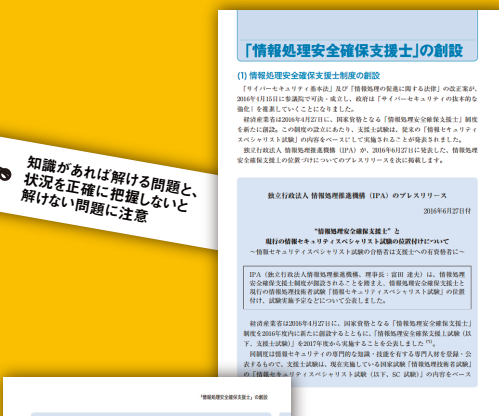 「情報処理安全確保支援士」の創設
(1) 情報処理安全確保支援士制度の創設
「サイバーセキュリティ基本法」及び「情報処理の促進に関する法律」の改正案が、
2016年4月15日に参議院で可決・成立し、政府は「サイバーセキュリティの抜本的な
強化」を推進していくことになりました。
経済産業省は2016年4月27日に、国家資格となる「情報処理安全確保支援士」制度
を新たに創設。この制度の設立にあたり、支援士試験は、従来の「情報セキュリティ
スペシャリスト試験」の内容をベースにして実施されることが発表されました。
独立行政法人 情報処理推進機構（IPA）が、2016年6月27日に発表した、情報処理
安全確保支援士の位置づけについてのプレスリリースを次に掲載します。
知識があれば解ける問題と、
状況を正確に把握しないと
解けない問題に注意
独立行政法人 情報処理推進機構（IPA）のプレスリリース
2016年6月27日付
“情報処理安全確保支援士”と
現行の情報セキュリティスペシャリスト試験の位置付けについて
～情報セキュリティスペシャリスト試験の合格者は支援士への有資格者に～
IPA（独立行政法人情報処理推進機構、理事長：富田 達夫）は、情報処理
安全確保支援士制度が創設されることを踏まえ、情報処理安全確保支援士と
現行の情報処理技術者試験「情報セキュリティスペシャリスト試験」の位置
付け、試験実施予定などについて公表しました。
経済産業省は2016年4月27日に、国家資格となる「情報処理安全確保支援士」
制度を2016年度内に新たに創設するとともに、「情報処理安全確保支援士試験（以
下、支援士試験）」を2017年度から実施することを公表しました(*1)。
同制度は情報セキュリティの専門的な知識・技能を有する専門人材を登録・公
表するもので、支援士試験は、現在実施している国家試験「情報処理技術者試験」
の「情報セキュリティスペシャリスト試験（以下、SC 試験）」の内容をベース
「情報処理安全確保支援士」の創設